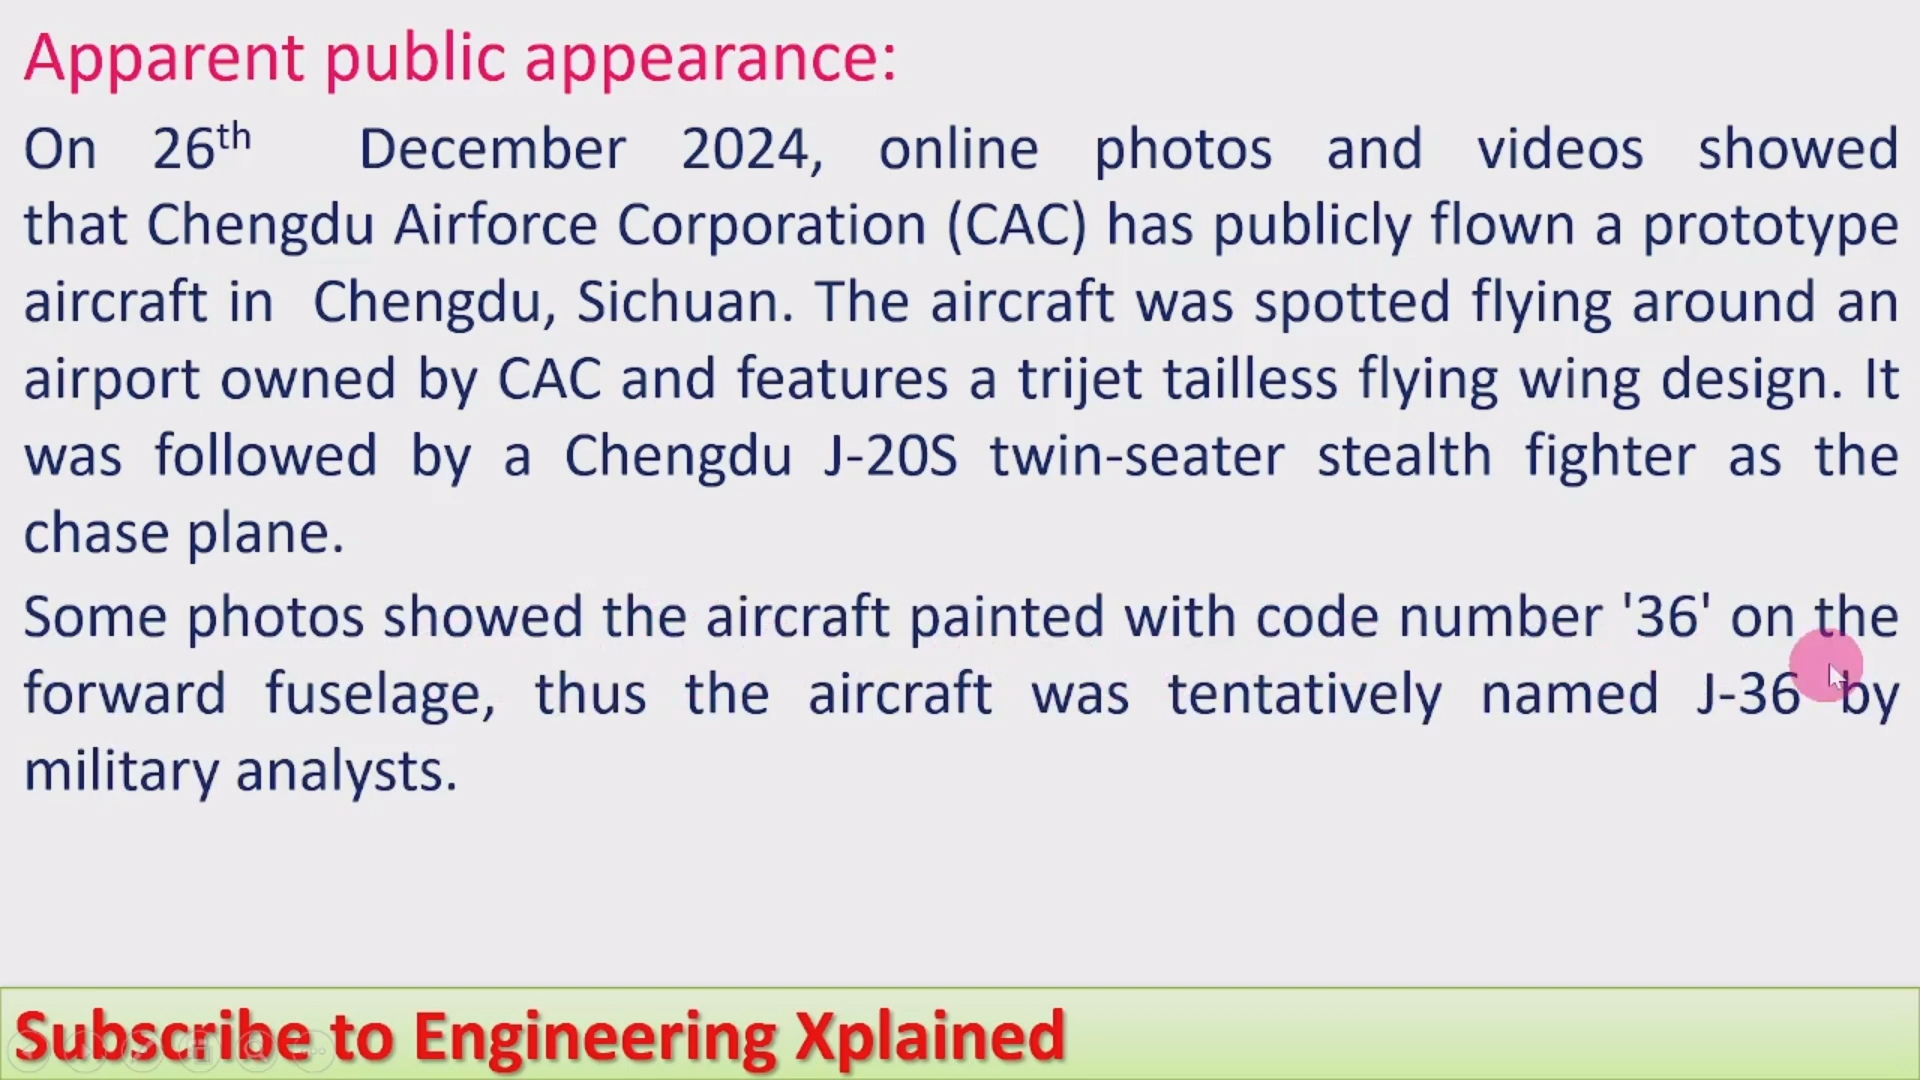 Apparent public appearance:
On 26th December 2024, online photos and videos showed
that Chengdu Airforce Corporation (CAC) has publicly flown a prototype
aircraft in Chengdu, Sichuan. The aircraft was spotted flying around an
airport owned by CAC and features a trijet tailless flying wing design. It
was followed by a Chengdu J-20S twin-seater stealth fighter as the
chase plane.
Some photos showed the aircraft painted with code number '36' on the
forward fuselage, thus the aircraft was tentatively named J-36 by
military analysts.
Subscribe to Engineering Xplained